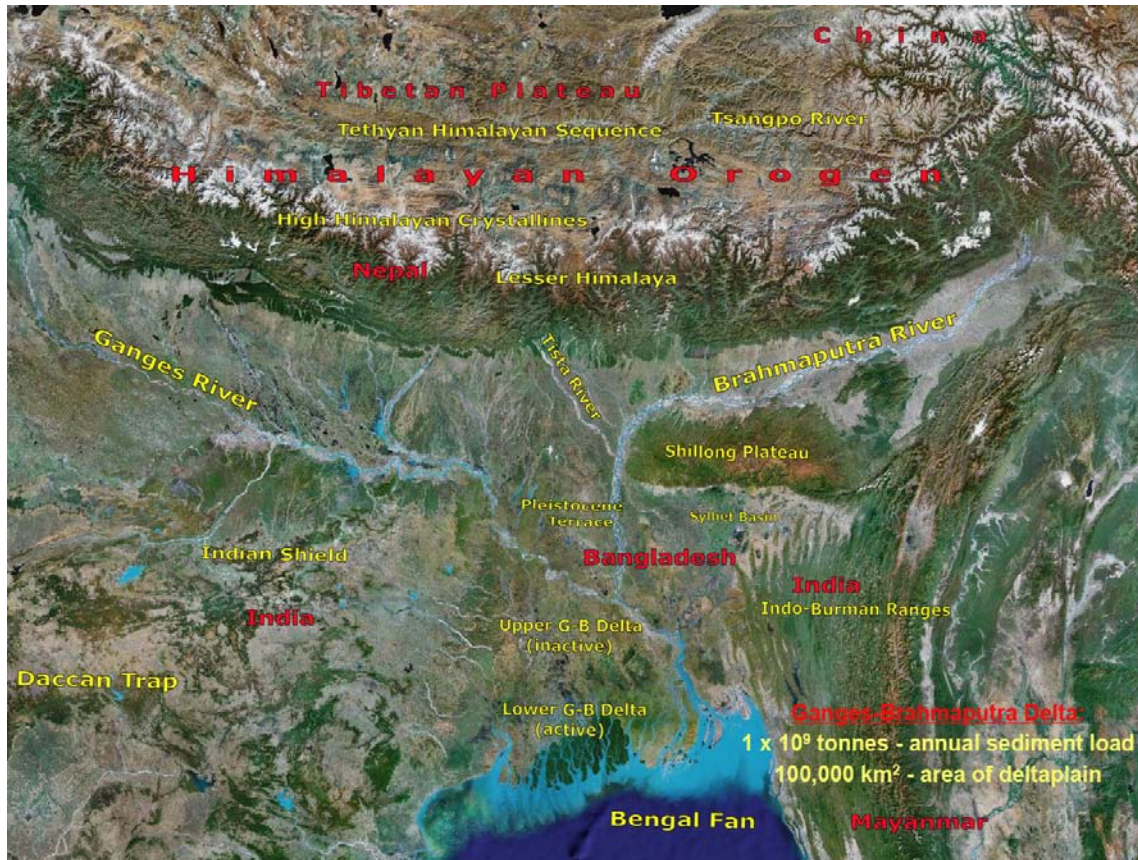 China
Tibetan Plateau
Tethyan Himalayan Sequence
Tsangpo River
Himalayan Orogen
High Himalayan Crystallines
Nepal
Lesser Himalaya
Ganges River
Tista River
Brahmaputra River
Shillong Plateau
Pleistocene
Terrace
Sylhet Basin
Indian Shield
Bangladesh
India
India
Indo-Burman Ranges
Upper G-B Delta
(inactive)
Daccan Trap
Lower G-B Delta
(active)
Ganges-Brahmaputra Delta:
1 x 10⁹ tonnes - annual sediment load
100,000 km² - area of deltaplain
Bengal Fan
Mayanmar